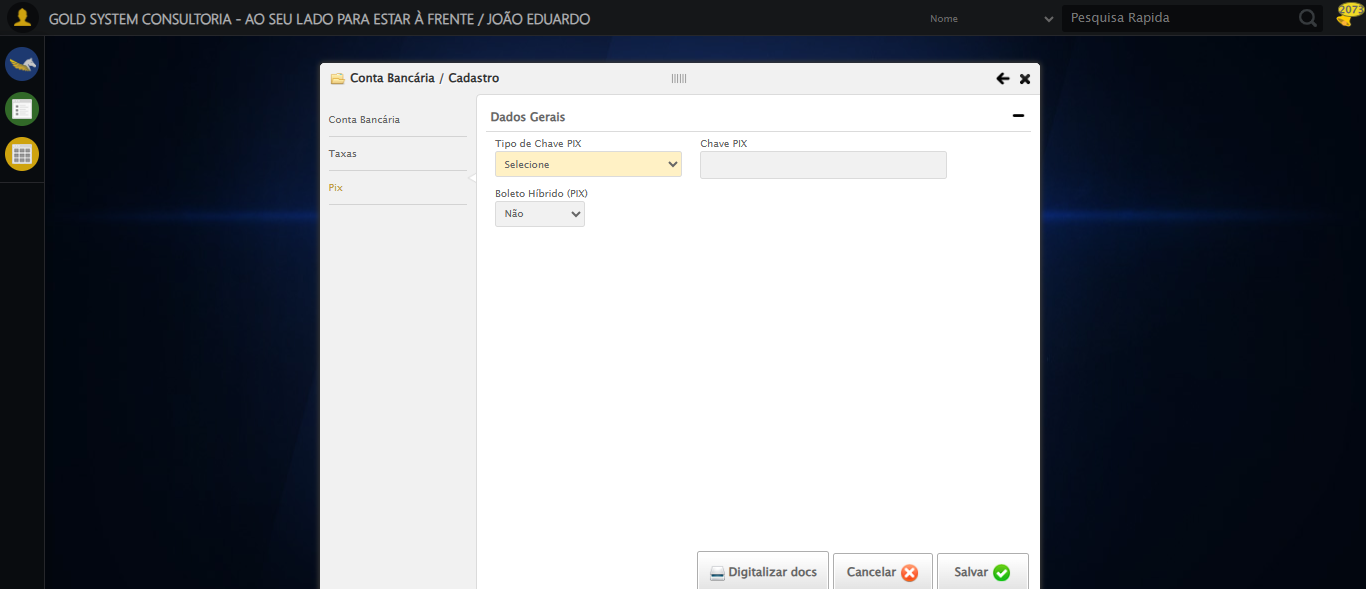 GOLD SYSTEM CONSULTORIA - AO SEU LADO PARA ESTAR À FRENTE / JOÃO EDUARDO
Nome
Pesquisa Rapida
2073
Conta Bancária / Cadastro
Conta Bancária
Taxas
Pix
Dados Gerais
Tipo de Chave PIX
Chave PIX
Selecione
Boleto Híbrido (PIX)
Não
Digitalizar docs
Cancelar
Salvar